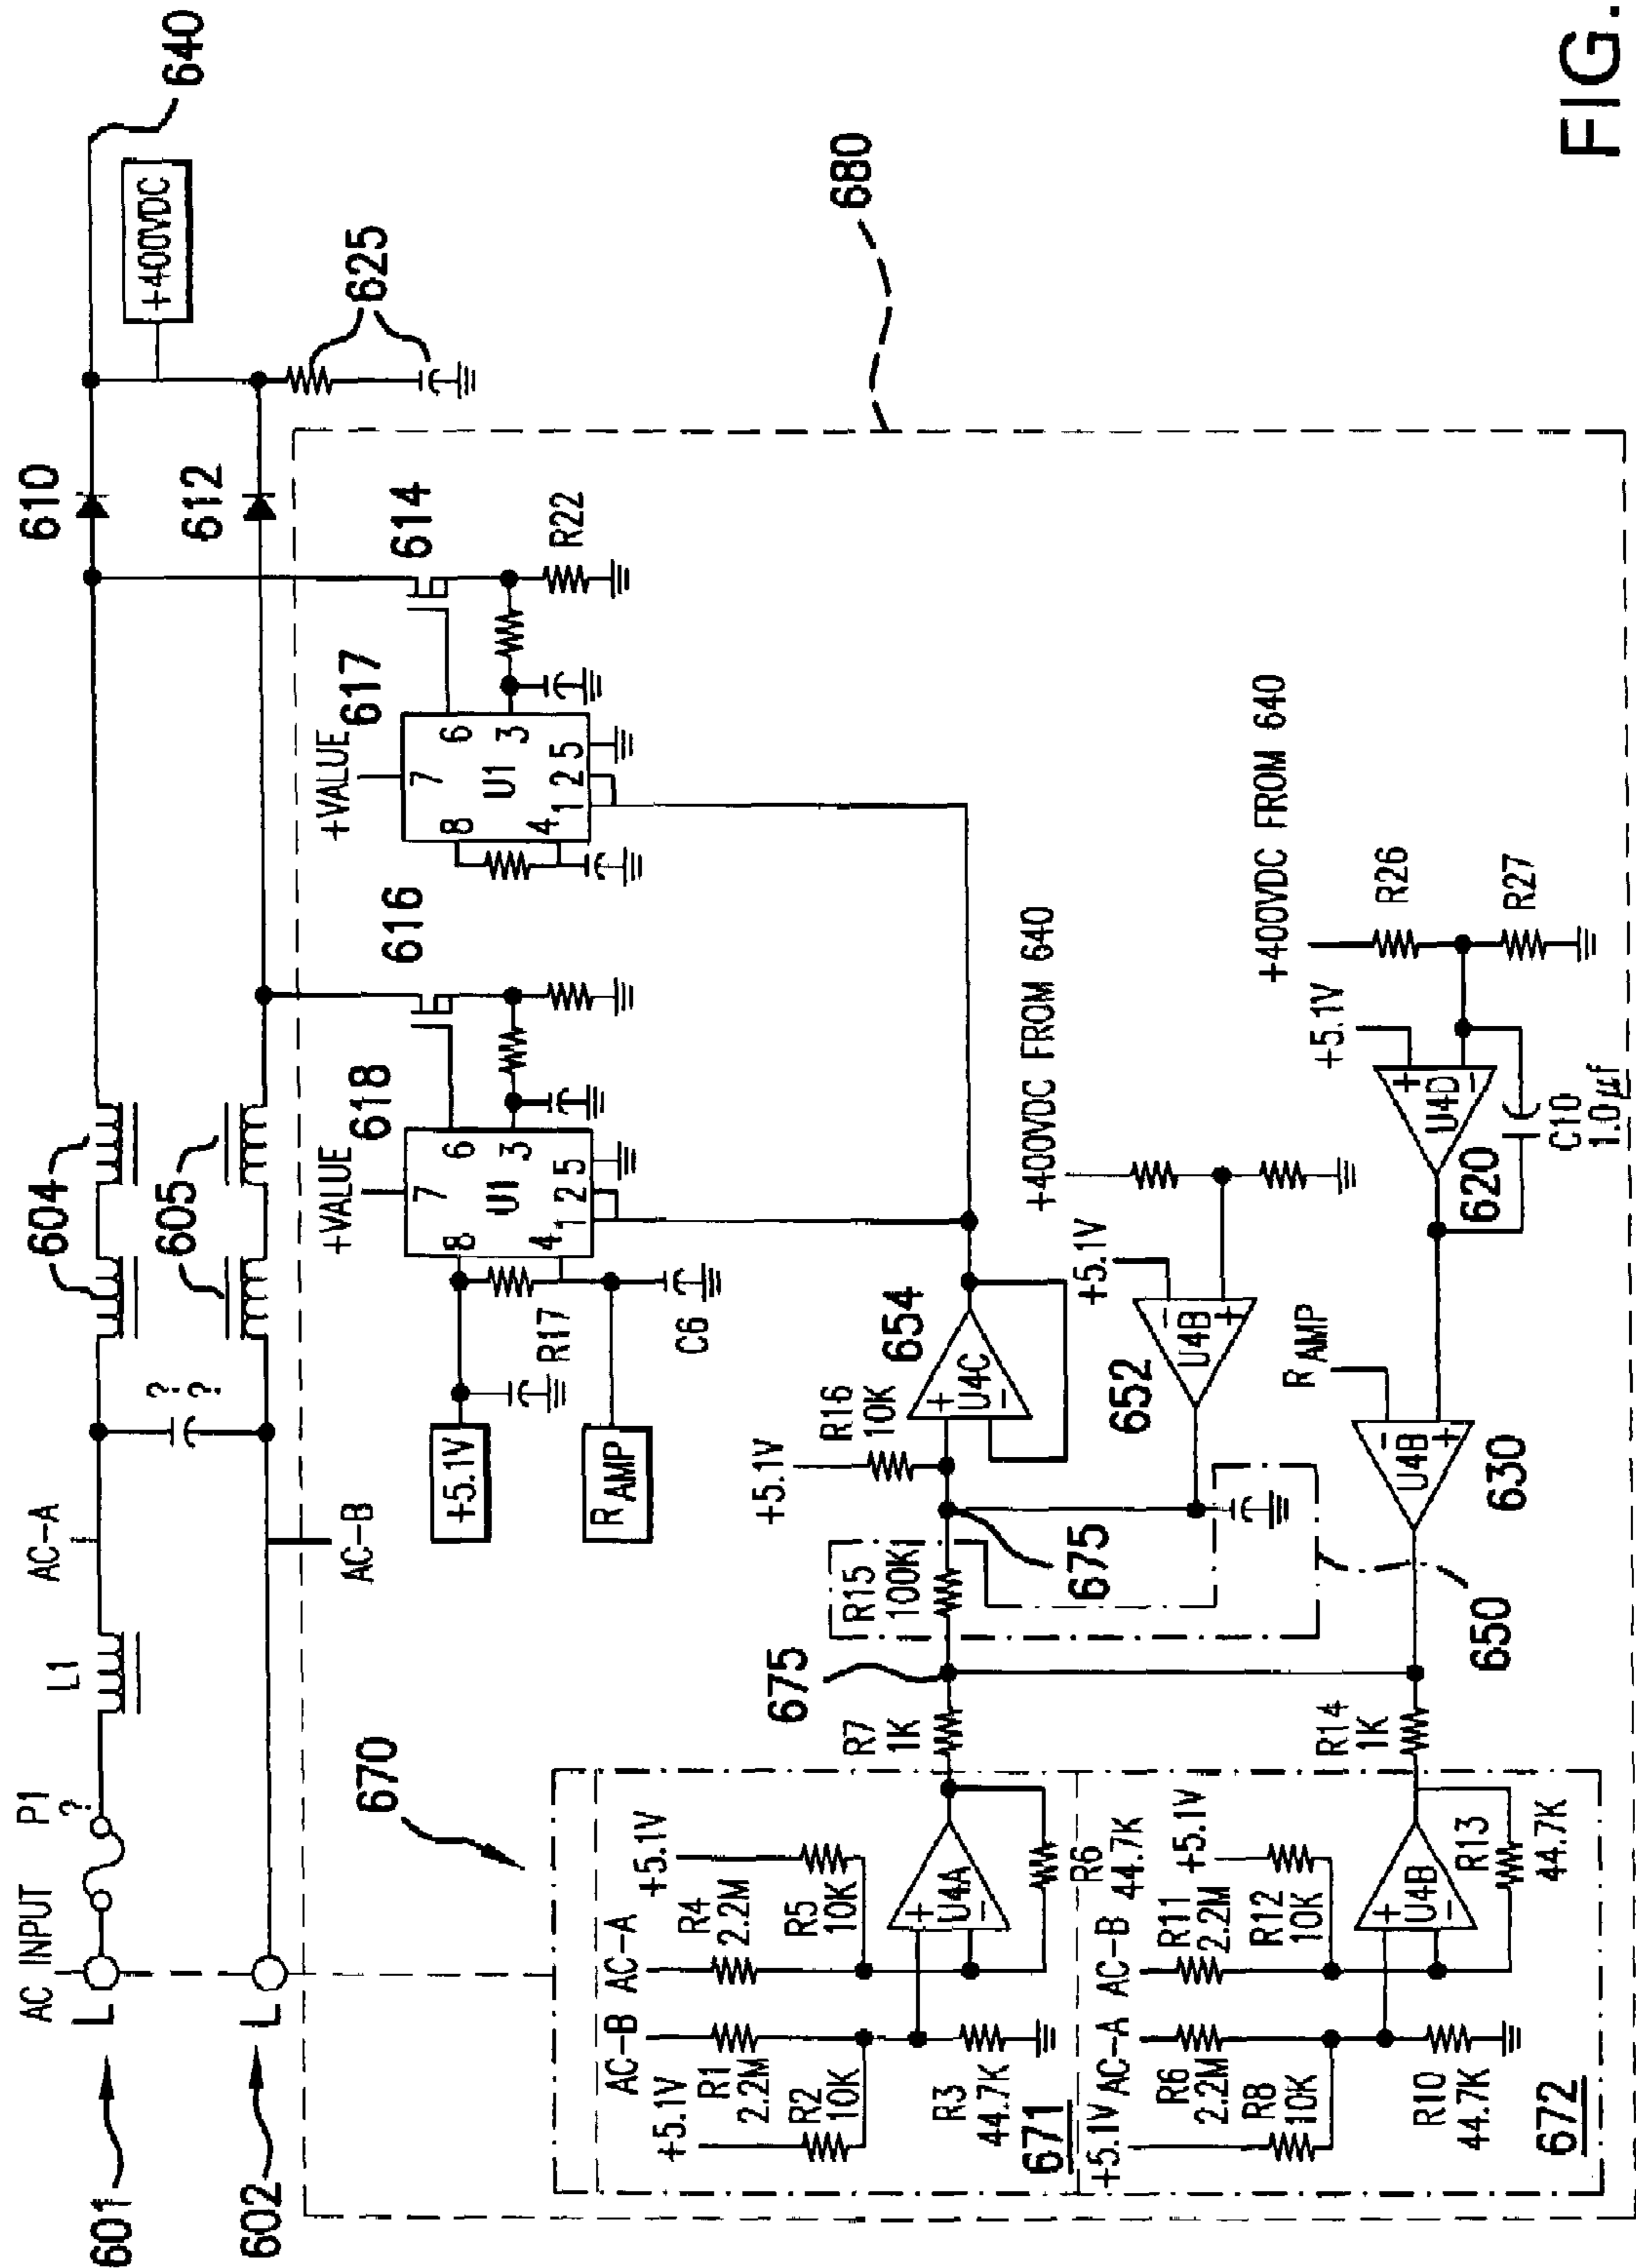 601
602
L
L
AC INPUT
P1
?
L1
AC-A
AC-B
?
?
604
605
610
612
640
+400VDC
625
+VALUE
618
7
8
6
U1
4
3
1
2
5
616
+5.1V
R17
RAMP
C6
+VALUE
617
7
8
6
U1
4
3
1
2
5
614
R22
680
670
AC-B
AC-A
+5.1V
R1
2.2M
R4
2.2M
+5.1V
R2
10K
R5
10K
+
U4A
-
R3
44.7K
R6
44.7K
671
R7
1K
675
R15
100K
675
+5.1V
R16
10K
+
U4C
-
654
+5.1V
-
U4B
+
652
+400VDC FROM 640
650
AC-A
AC-B
+5.1V
R6
2.2M
R11
2.2M
+5.1V
R8
10K
R12
10K
+
U4B
-
R10
44.7K
R13
44.7K
672
R14
1K
RAMP
-
U4B
+
630
+5.1V
+
U4D
-
620
C10
1.0µf
+400VDC FROM 640
R26
R27
FIG.